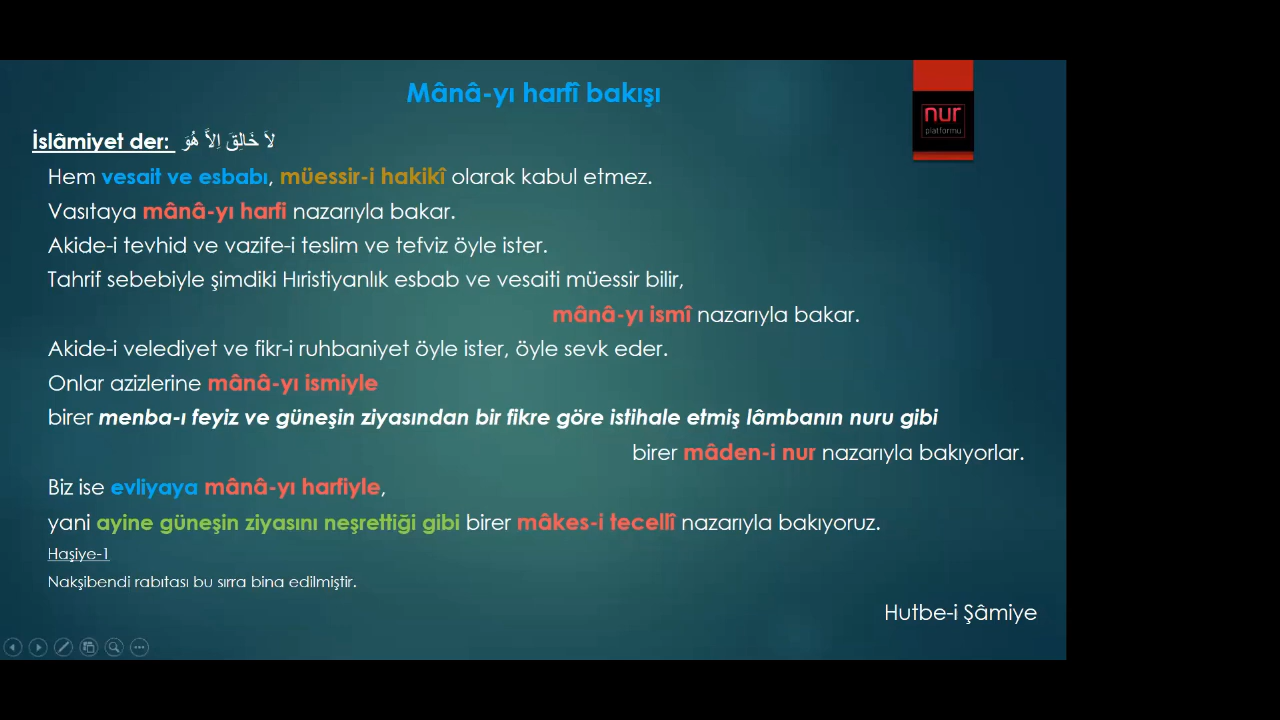 Mânâ-yı harfî bakışı
nur
platformu
İslâmiyet der: لاَ خَالِقَ اِلاَّ هُوَ
Hem vesait ve esbabı, müessir-i hakikî olarak kabul etmez.
Vasıtaya mânâ-yı harfi nazarıyla bakar.
Akide-i tevhid ve vazife-i teslim ve tefviz öyle ister.
Tahrif sebebiyle şimdiki Hıristiyanlık esbab ve vesaiti müessir bilir,
mânâ-yı ismî nazarıyla bakar.
Akide-i velediyet ve fikr-i ruhbaniyet öyle ister, öyle sevk eder.
Onlar azizlerine mânâ-yı ismiyle
birer menba-ı feyiz ve güneşin ziyasından bir fikre göre istihale etmiş lâmbanın nuru gibi
birer mâden-i nur nazarıyla bakıyorlar.
Biz ise evliyaya mânâ-yı harfiyle,
yani ayine güneşin ziyasını neşrettiği gibi birer mâkes-i tecellî nazarıyla bakıyoruz.
Haşiye-1
Nakşibendi rabıtası bu sırra bina edilmiştir.
Hutbe-i Şâmiye